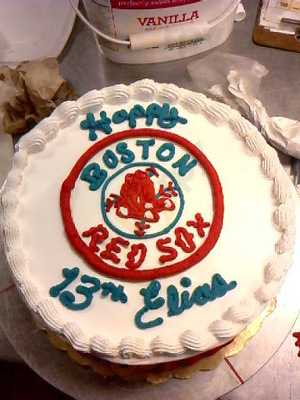 VANILLA
Happy
BOSTON
RED SOX
13TH Elias